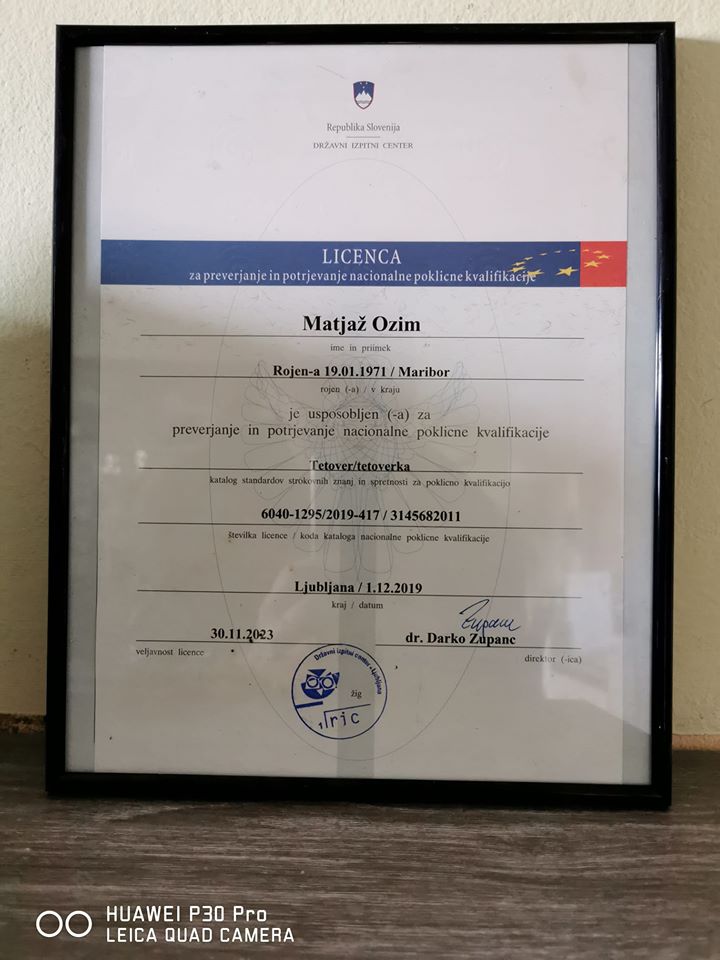 Republika Slovenija
DRŽAVNI IZPITNI CENTER
LICENCA
za preverjanje in potrjevanje nacionalne poklicne kvalifikacije
Matjaž Ozim
ime in priimek
Rojen-a 19.01.1971 / Maribor
rojen (-a) / v kraju
je usposobljen (-a) za
preverjanje in potrjevanje nacionalne poklicne kvalifikacije
Tetover/tetoverka
katalog standardov strokovnih znanj in spretnosti za poklicno kvalifikacijo
6040-1295/2019-417 / 3145682011
številka licence / koda kataloga nacionalne poklicne kvalifikacije
Ljubljana / 1.12.2019
kraj / datum
Zupanc
30.11.2023
dr. Darko Zupanc
veljavnost licence
direktor (-ica)
Državni izpitni center • Ljubljana
žig
1
ric
HUAWEI P30 Pro
LEICA QUAD CAMERA